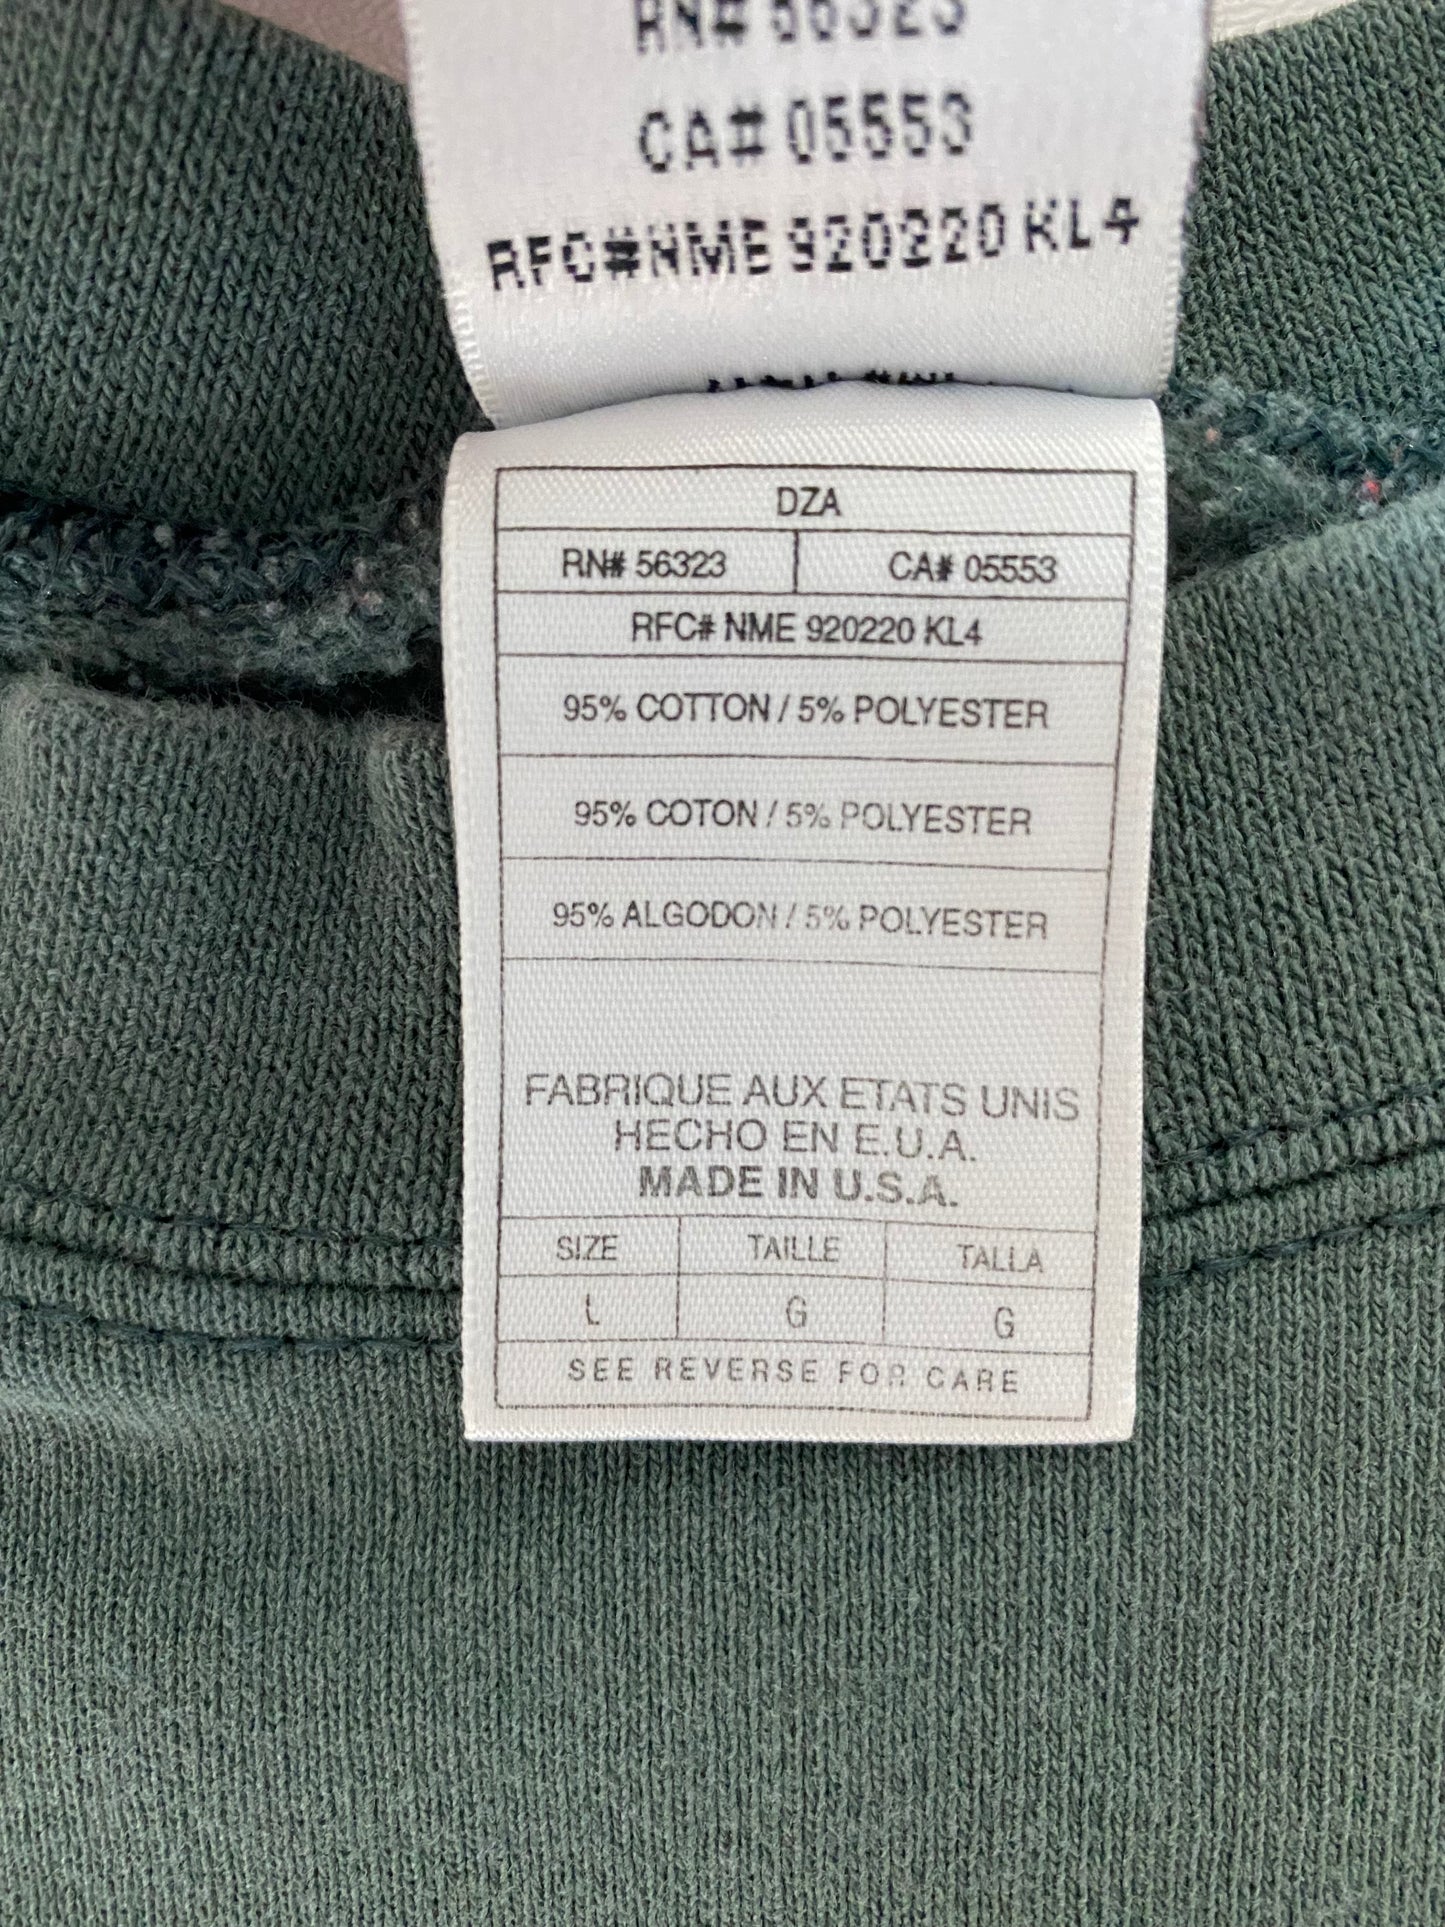 RN# 56323
CA# 05553
RFC#NME 920220 KL4
DZA
RN# 56323 CA# 05553
RFC# NME 920220 KL4
95% COTTON / 5% POLYESTER
95% COTON / 5% POLYESTER
95% ALGODON / 5% POLYESTER
FABRIQUE AUX ETATS UNIS
HECHO EN E.U.A.
MADE IN U.S.A.
SIZE TAILLE TALLA
L G G
SEE REVERSE FOR CARE